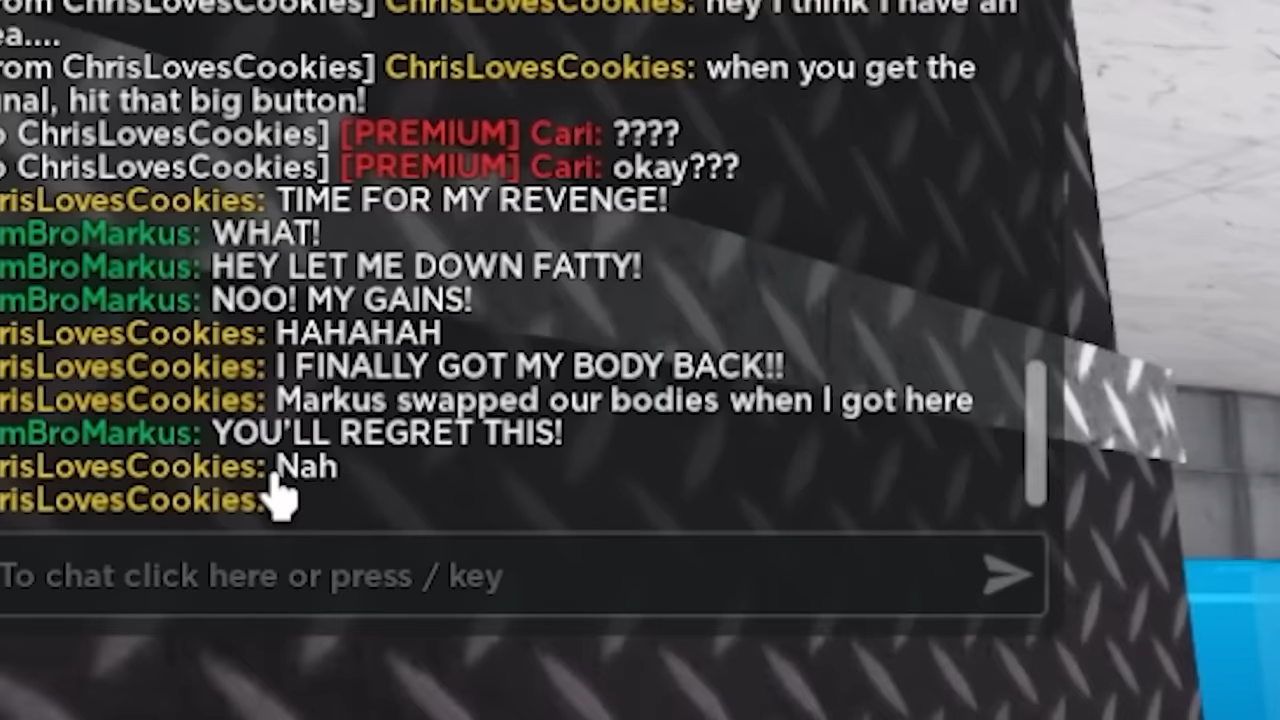 rom ChrisLovesCookies] ChrisLovesCookies: hey I think I have an
ea....
rom ChrisLovesCookies] ChrisLovesCookies: when you get the
nal, hit that big button!
o ChrisLovesCookies] [PREMIUM] Cari: ????
o ChrisLovesCookies] [PREMIUM] Cari: okay???
risLovesCookies: TIME FOR MY REVENGE!
mBroMarkus: WHAT!
mBroMarkus: HEY LET ME DOWN FATTY!
mBroMarkus: NOO! MY GAINS!
risLovesCookies: HAHAHAH
risLovesCookies: I FINALLY GOT MY BODY BACK!!
risLovesCookies: Markus swapped our bodies when I got here
mBroMarkus: YOU'LL REGRET THIS!
risLovesCookies: Nah
risLovesCookies:
To chat click here or press / key